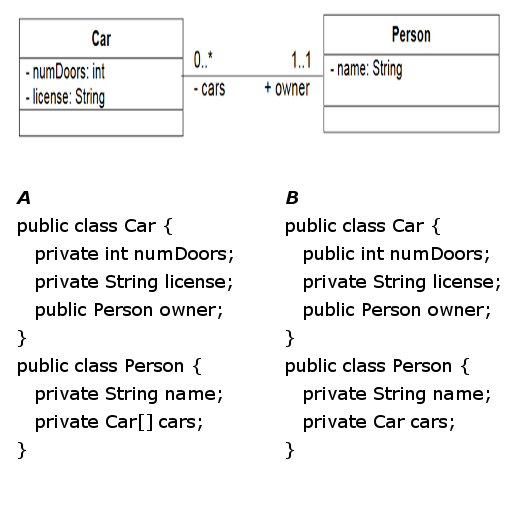 Car
- numDoors: int
- license: String
0..*
- cars
1..1
+ owner
Person
- name: String
A
public class Car {
private int numDoors;
private String license;
public Person owner;
}
public class Person {
private String name;
private Car[] cars;
}
B
public class Car {
public int numDoors;
private String license;
public Person owner;
}
public class Person {
private String name;
private Car cars;
}